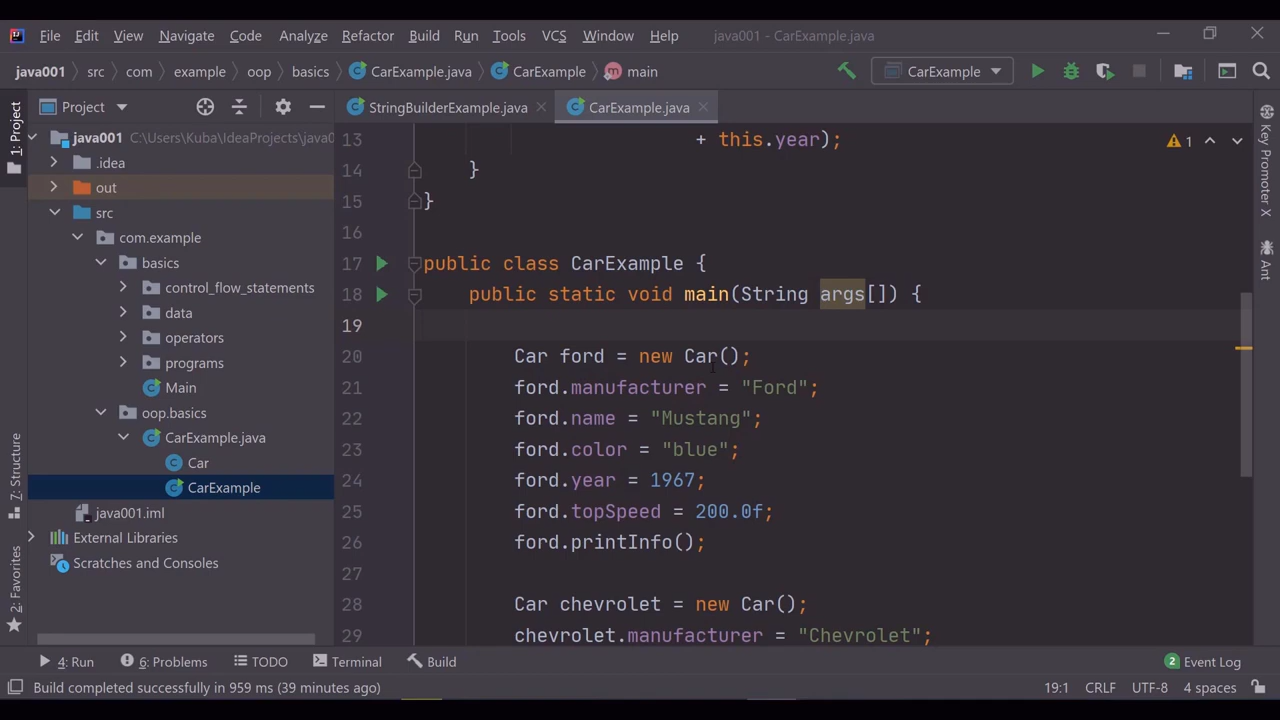 File Edit View Navigate Code Analyze Refactor Build Run Tools VCS Window Help java001 - CarExample.java
java001 src com example oop basics CarExample.java CarExample main CarExample
Project StringBuilderExample.java CarExample.java
1: Project
java001 C:\Users\Kuba\IdeaProjects\java0
.idea
out
src
com.example
basics
control_flow_statements
data
operators
programs
Main
oop.basics
CarExample.java
Car
CarExample
java001.iml
External Libraries
Scratches and Consoles
7: Structure
2: Favorites
13 + this.year);
14 }
15 }
16
17 public class CarExample {
18 public static void main(String args[]) {
19
20 Car ford = new Car();
21 ford.manufacturer = "Ford";
22 ford.name = "Mustang";
23 ford.color = "blue";
24 ford.year = 1967;
25 ford.topSpeed = 200.0f;
26 ford.printInfo();
27
28 Car chevrolet = new Car();
29 chevrolet.manufacturer = "Chevrolet";
1
Key Promoter X
Ant
4: Run 6: Problems TODO Terminal Build 2 Event Log
Build completed successfully in 959 ms (39 minutes ago) 19:1 CRLF UTF-8 4 spaces